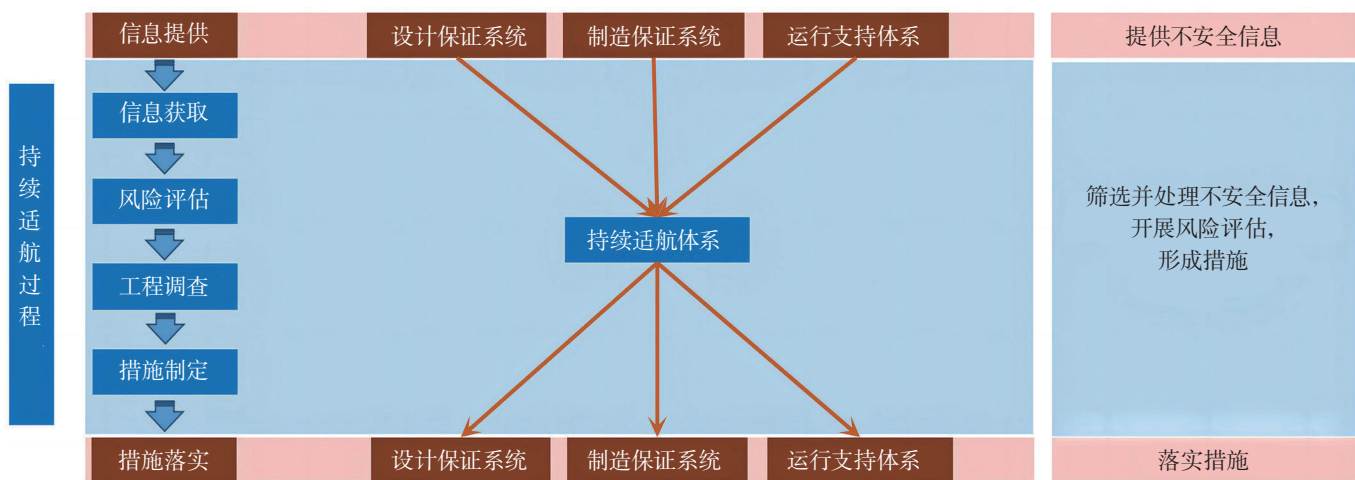 信息提供
设计保证系统
制造保证系统
运行支持体系
提供不安全信息
持续适航过程
信息获取
风险评估
工程调查
措施制定
持续适航体系
筛选并处理不安全信息，
开展风险评估，
形成措施
措施落实
设计保证系统
制造保证系统
运行支持体系
落实措施